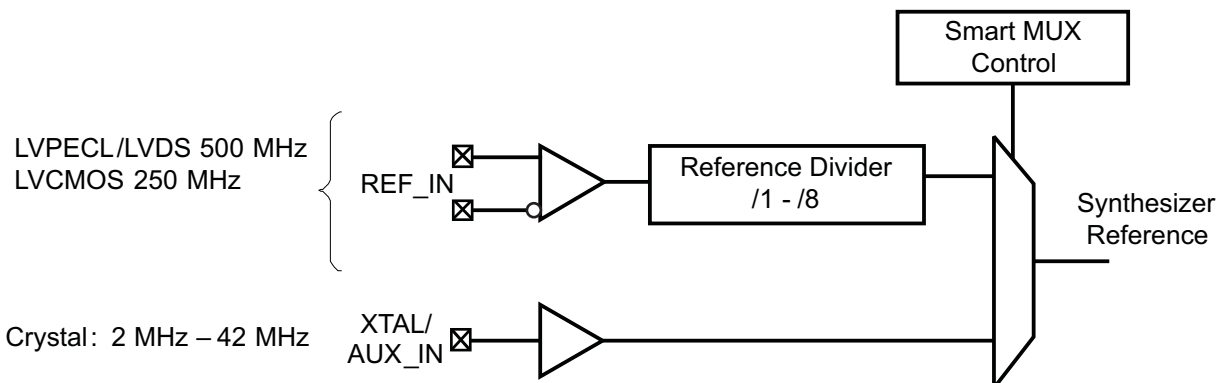 Smart MUX
Control
LVPECL/LVDS 500 MHz
LVCMOS 250 MHz
REF_IN
Reference Divider
/1 - /8
Synthesizer
Reference
Crystal: 2 MHz – 42 MHz
XTAL/
AUX_IN